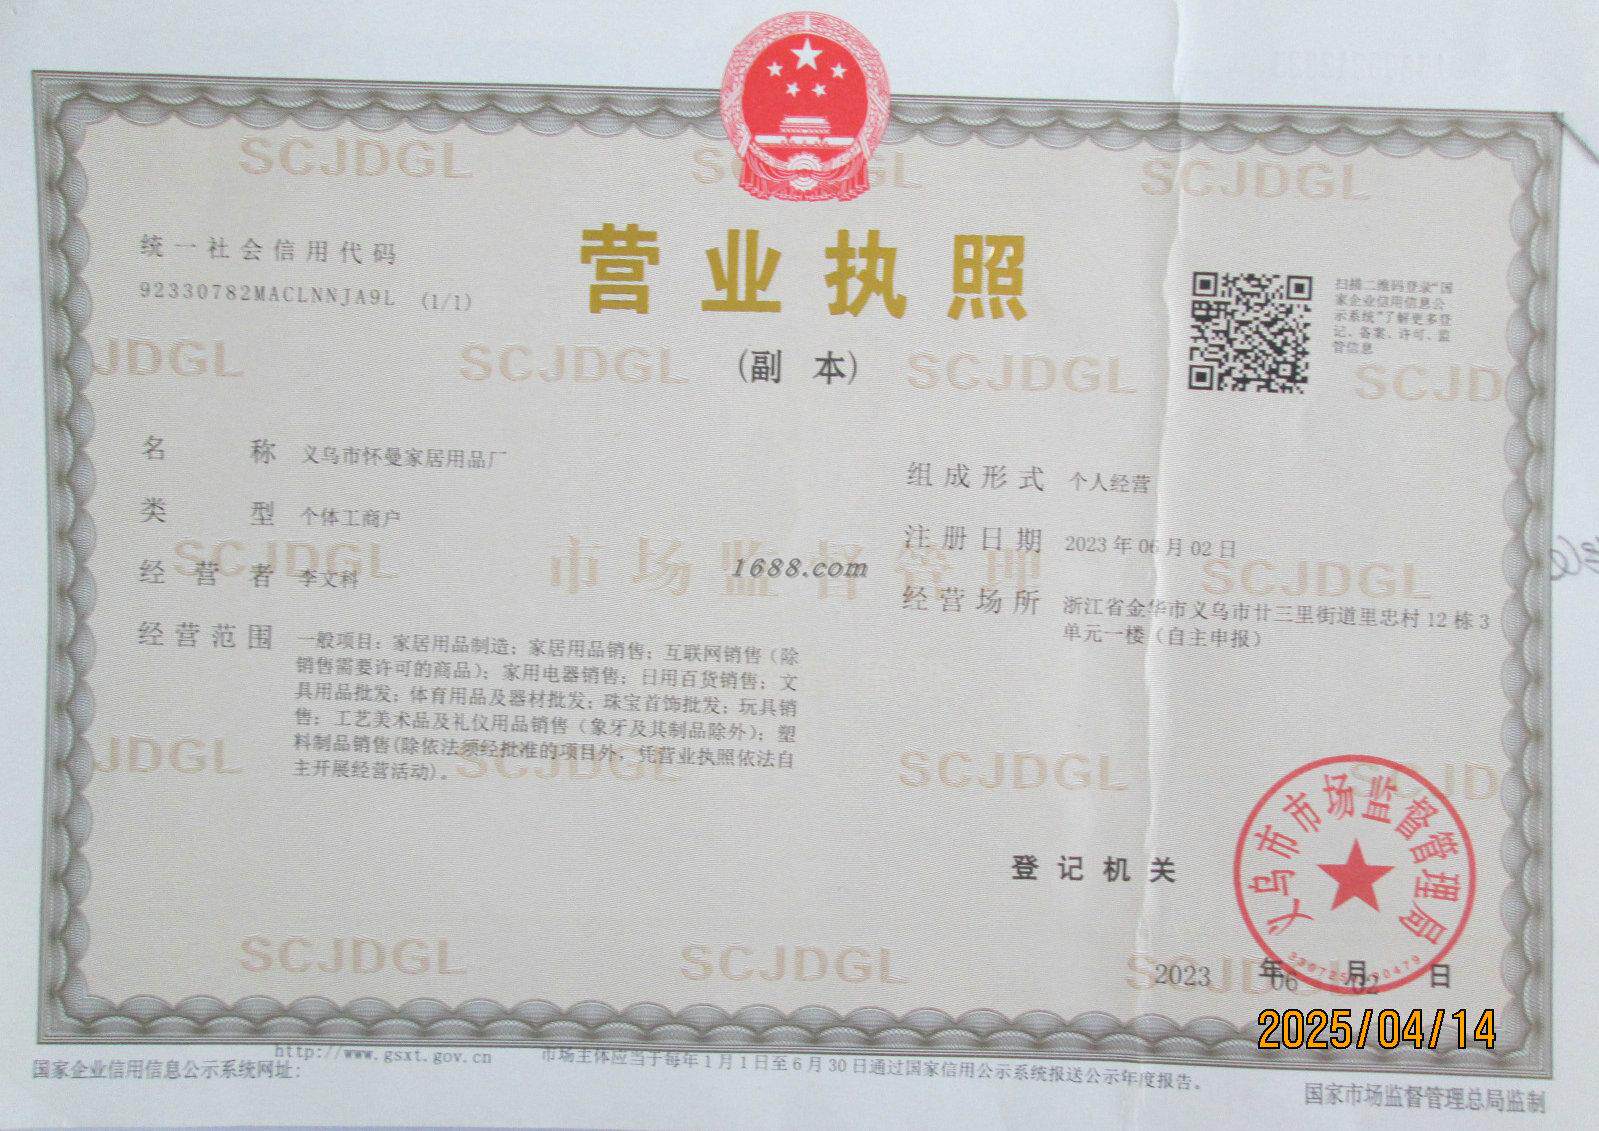 统一社会信用代码
92330782MACLNNJA9L (1/1)
营业执照
(副 本)
扫描二维码登录“国
家企业信用信息公
示系统”了解更多登
记、备案、许可、监
管信息
名 称 义乌市怀曼家居用品厂
类 型 个体工商户
经 营 者 李文科
经营范围 一般项目：家居用品制造；家居用品销售；互联网销售（除
销售需要许可的商品）；家用电器销售；日用百货销售；文
具用品批发；体育用品及器材批发；珠宝首饰批发；玩具销
售；工艺美术品及礼仪用品销售（象牙及其制品除外）；塑
料制品销售(除依法须经批准的项目外，凭营业执照依法自
主开展经营活动)。
组成形式 个人经营
注册日期 2023年06月02日
经营场所 浙江省金华市义乌市廿三里街道里忠村12栋3
单元一楼（自主申报）
SCJDGL
市场监督管理
1688.com
登记机关
义乌市市场监督管理局
2023 年 06 月 02 日
2025/04/14
国家企业信用信息公示系统网址：
http://www.gsxt.gov.cn
市场主体应当于每年1月1日至6月30日通过国家信用公示系统报送公示年度报告。
国家市场监督管理总局监制